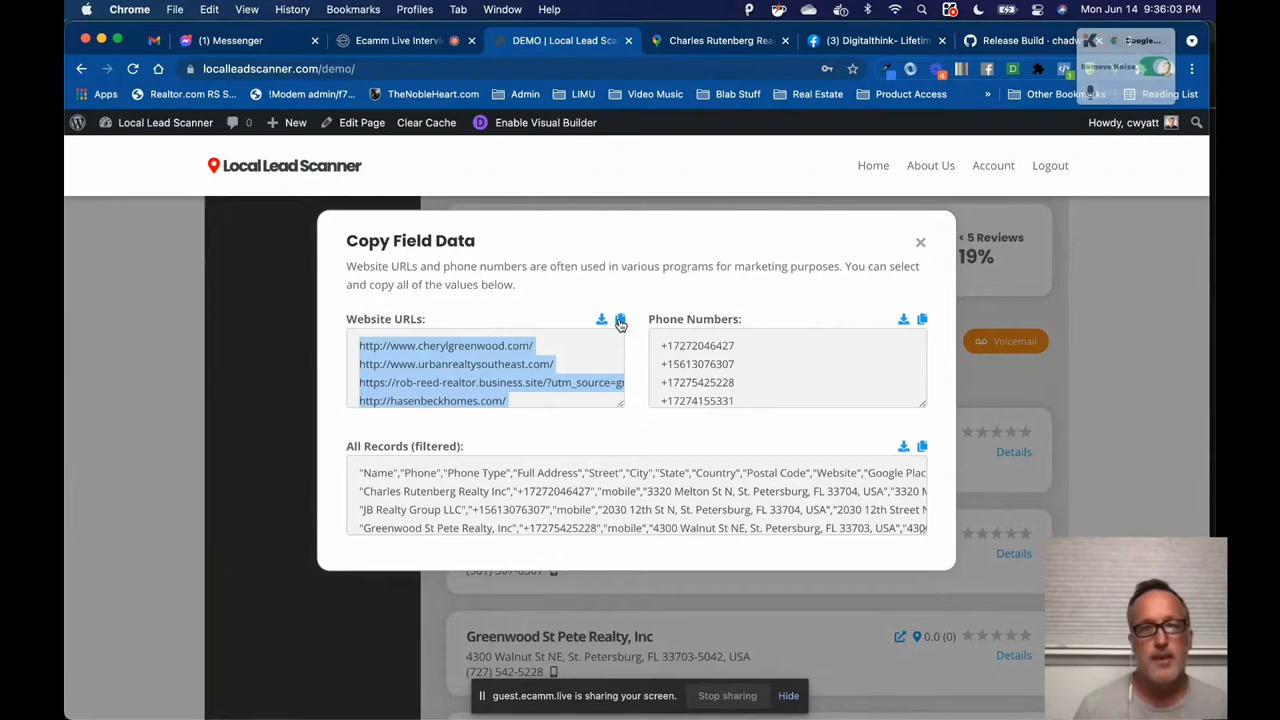 Chrome File Edit View History Bookmarks Profiles Tab Window Help Mon Jun 14 9:36:03 PM
(1) Messenger Ecamm Live Intervi DEMO | Local Lead Sca Charles Rutenberg Rea (3) Digitalthink- Lifetim Release Build · chadw Google...
localleadscanner.com/demo/ Remove Noise
Apps Realtor.com RS S... !Modem admin/f7... TheNobleHeart.com Admin LIMU Video Music Blab Stuff Real Estate Product Access » Other Bookmarks Reading List
Local Lead Scanner 0 New Edit Page Clear Cache Enable Visual Builder Howdy, cwyatt
Local Lead Scanner Home About Us Account Logout
Copy Field Data
< 5 Reviews
19%
Website URLs and phone numbers are often used in various programs for marketing purposes. You can select
and copy all of the values below.
Website URLs: Phone Numbers:
Voicemail
http://www.cherylgreenwood.com/ +17272046427
http://www.urbanrealtysoutheast.com/ +15613076307
https://rob-reed-realtor.business.site/?utm_source=g +17275425228
http://hasenbeckhomes.com/ +17274155331
All Records (filtered):
Details
"Name","Phone","Phone Type","Full Address","Street","City","State","Country","Postal Code","Website","Google Plac
"Charles Rutenberg Realty Inc","+17272046427","mobile","3320 Melton St N, St. Petersburg, FL 33704, USA","3320 M
"JB Realty Group LLC","+15613076307","mobile","2030 12th St N, St. Petersburg, FL 33704, USA","2030 12th Street N
"Greenwood St Pete Realty, Inc","+17275425228","mobile","4300 Walnut St NE, St. Petersburg, FL 33703, USA","430
Details
Greenwood St Pete Realty, Inc 0.0 (0)
4300 Walnut St NE, St. Petersburg, FL 33703-5042, USA Details
(727) 542-5228
guest.ecamm.live is sharing your screen. Stop sharing Hide